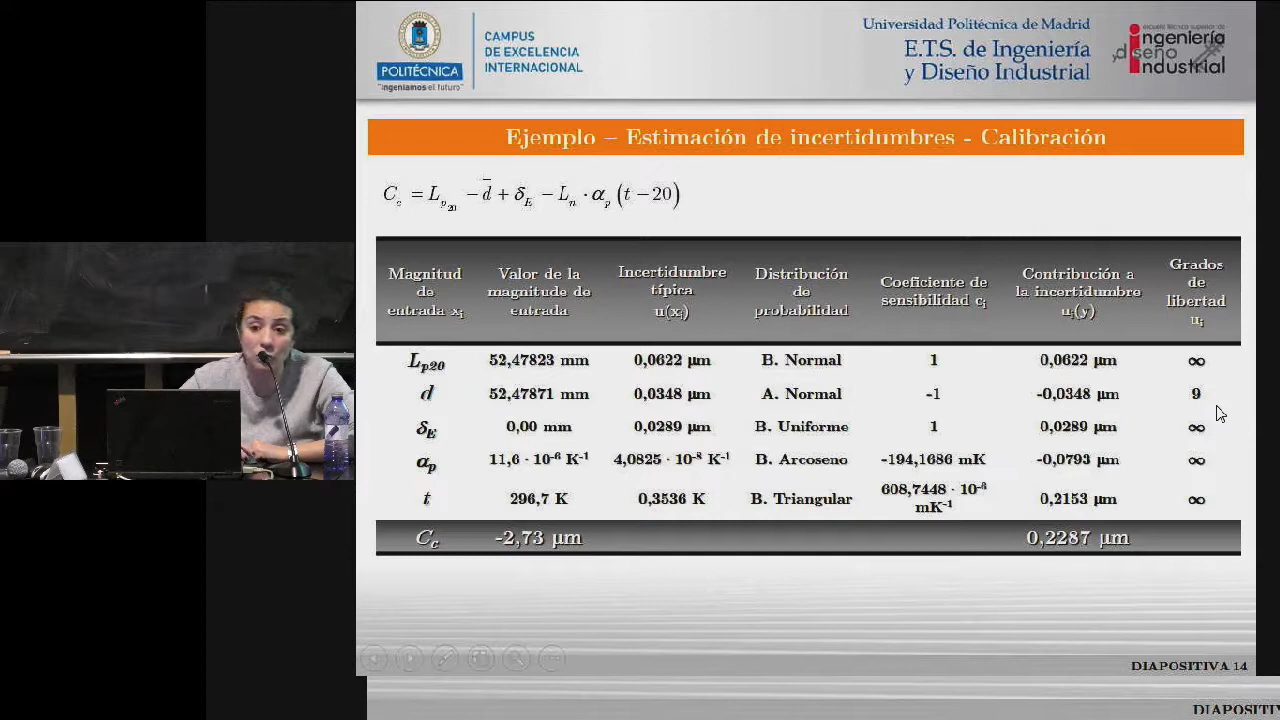 POLITÉCNICA
"Ingeniamos el futuro"
CAMPUS
DE EXCELENCIA
INTERNACIONAL
Universidad Politécnica de Madrid
E.T.S. de Ingeniería
y Diseño Industrial
escuela técnica superior de
ingeniería
diseño
industrial
Ejemplo – Estimación de incertidumbres - Calibración
C_c = L_p20 − d̄ + δ_E − L_n · α_p (t − 20)
Magnitud de entrada x_i | Valor de la magnitude de entrada | Incertidumbre típica u(x_i) | Distribución de probabilidad | Coeficiente de sensibilidad c_i | Contribución a la incertidumbre u_i(y) | Grados de libertad υ_i
L_p20 | 52,47823 mm | 0,0622 µm | B. Normal | 1 | 0,0622 µm | ∞
d | 52,47871 mm | 0,0348 µm | A. Normal | -1 | -0,0348 µm | 9
δ_E | 0,00 mm | 0,0289 µm | B. Uniforme | 1 | 0,0289 µm | ∞
α_p | 11,6 · 10⁻⁶ K⁻¹ | 4,0825 · 10⁻⁸ K⁻¹ | B. Arcoseno | -194,1686 mK | -0,0793 µm | ∞
t | 296,7 K | 0,3536 K | B. Triangular | 608,7448 · 10⁻⁶ mK⁻¹ | 0,2153 µm | ∞
C_c | -2,73 µm | 0,2287 µm
DIAPOSITIVA 14
DIAPOSITI